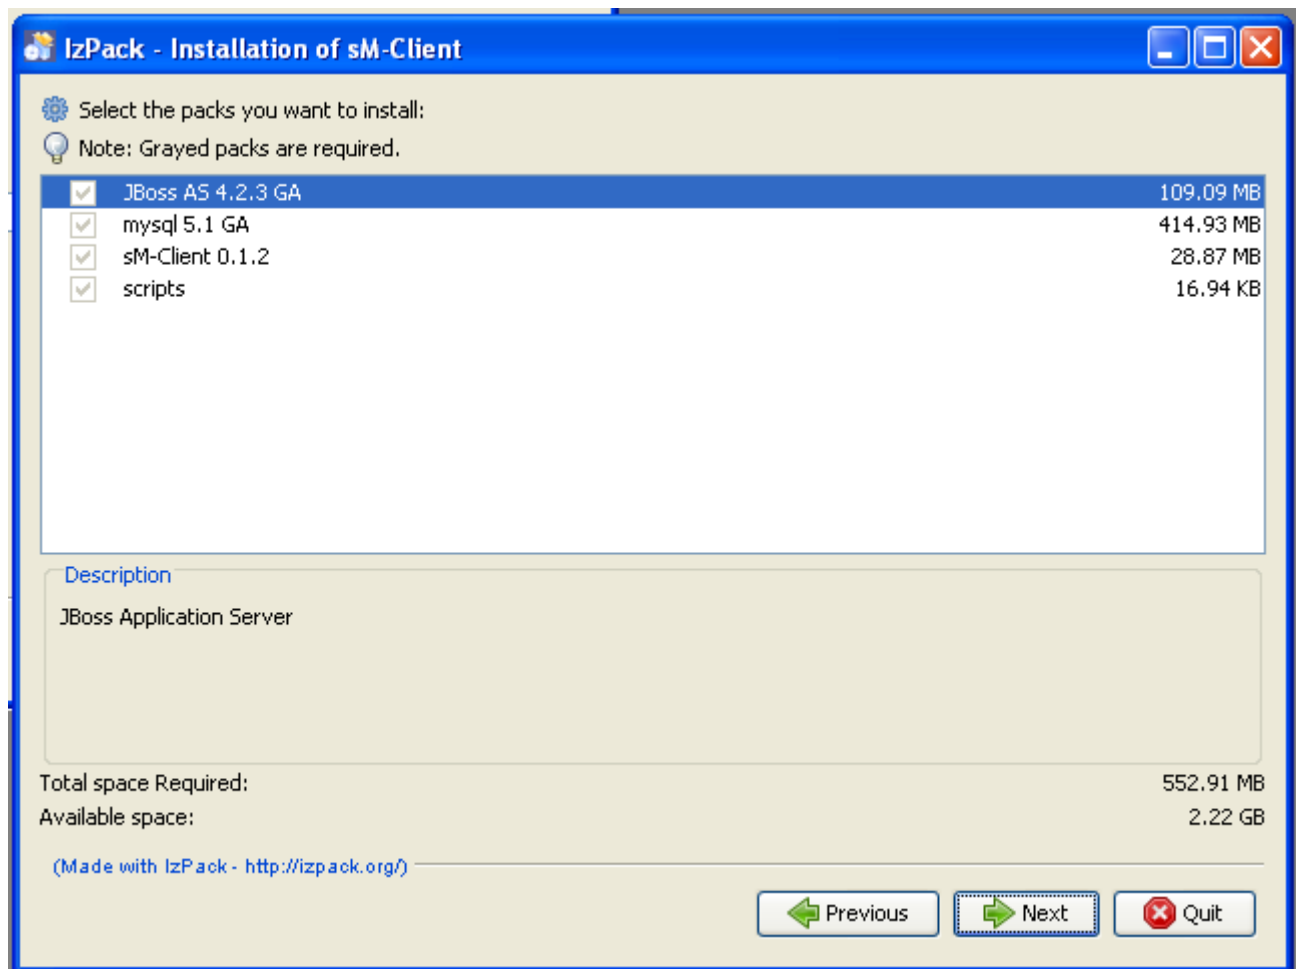 IzPack - Installation of sM-Client
Select the packs you want to install:
Note: Grayed packs are required.
JBoss AS 4.2.3 GA 109.09 MB
mysql 5.1 GA 414.93 MB
sM-Client 0.1.2 28.87 MB
scripts 16.94 KB
Description
JBoss Application Server
Total space Required: 552.91 MB
Available space: 2.22 GB
(Made with IzPack - http://izpack.org/)
Previous Next Quit